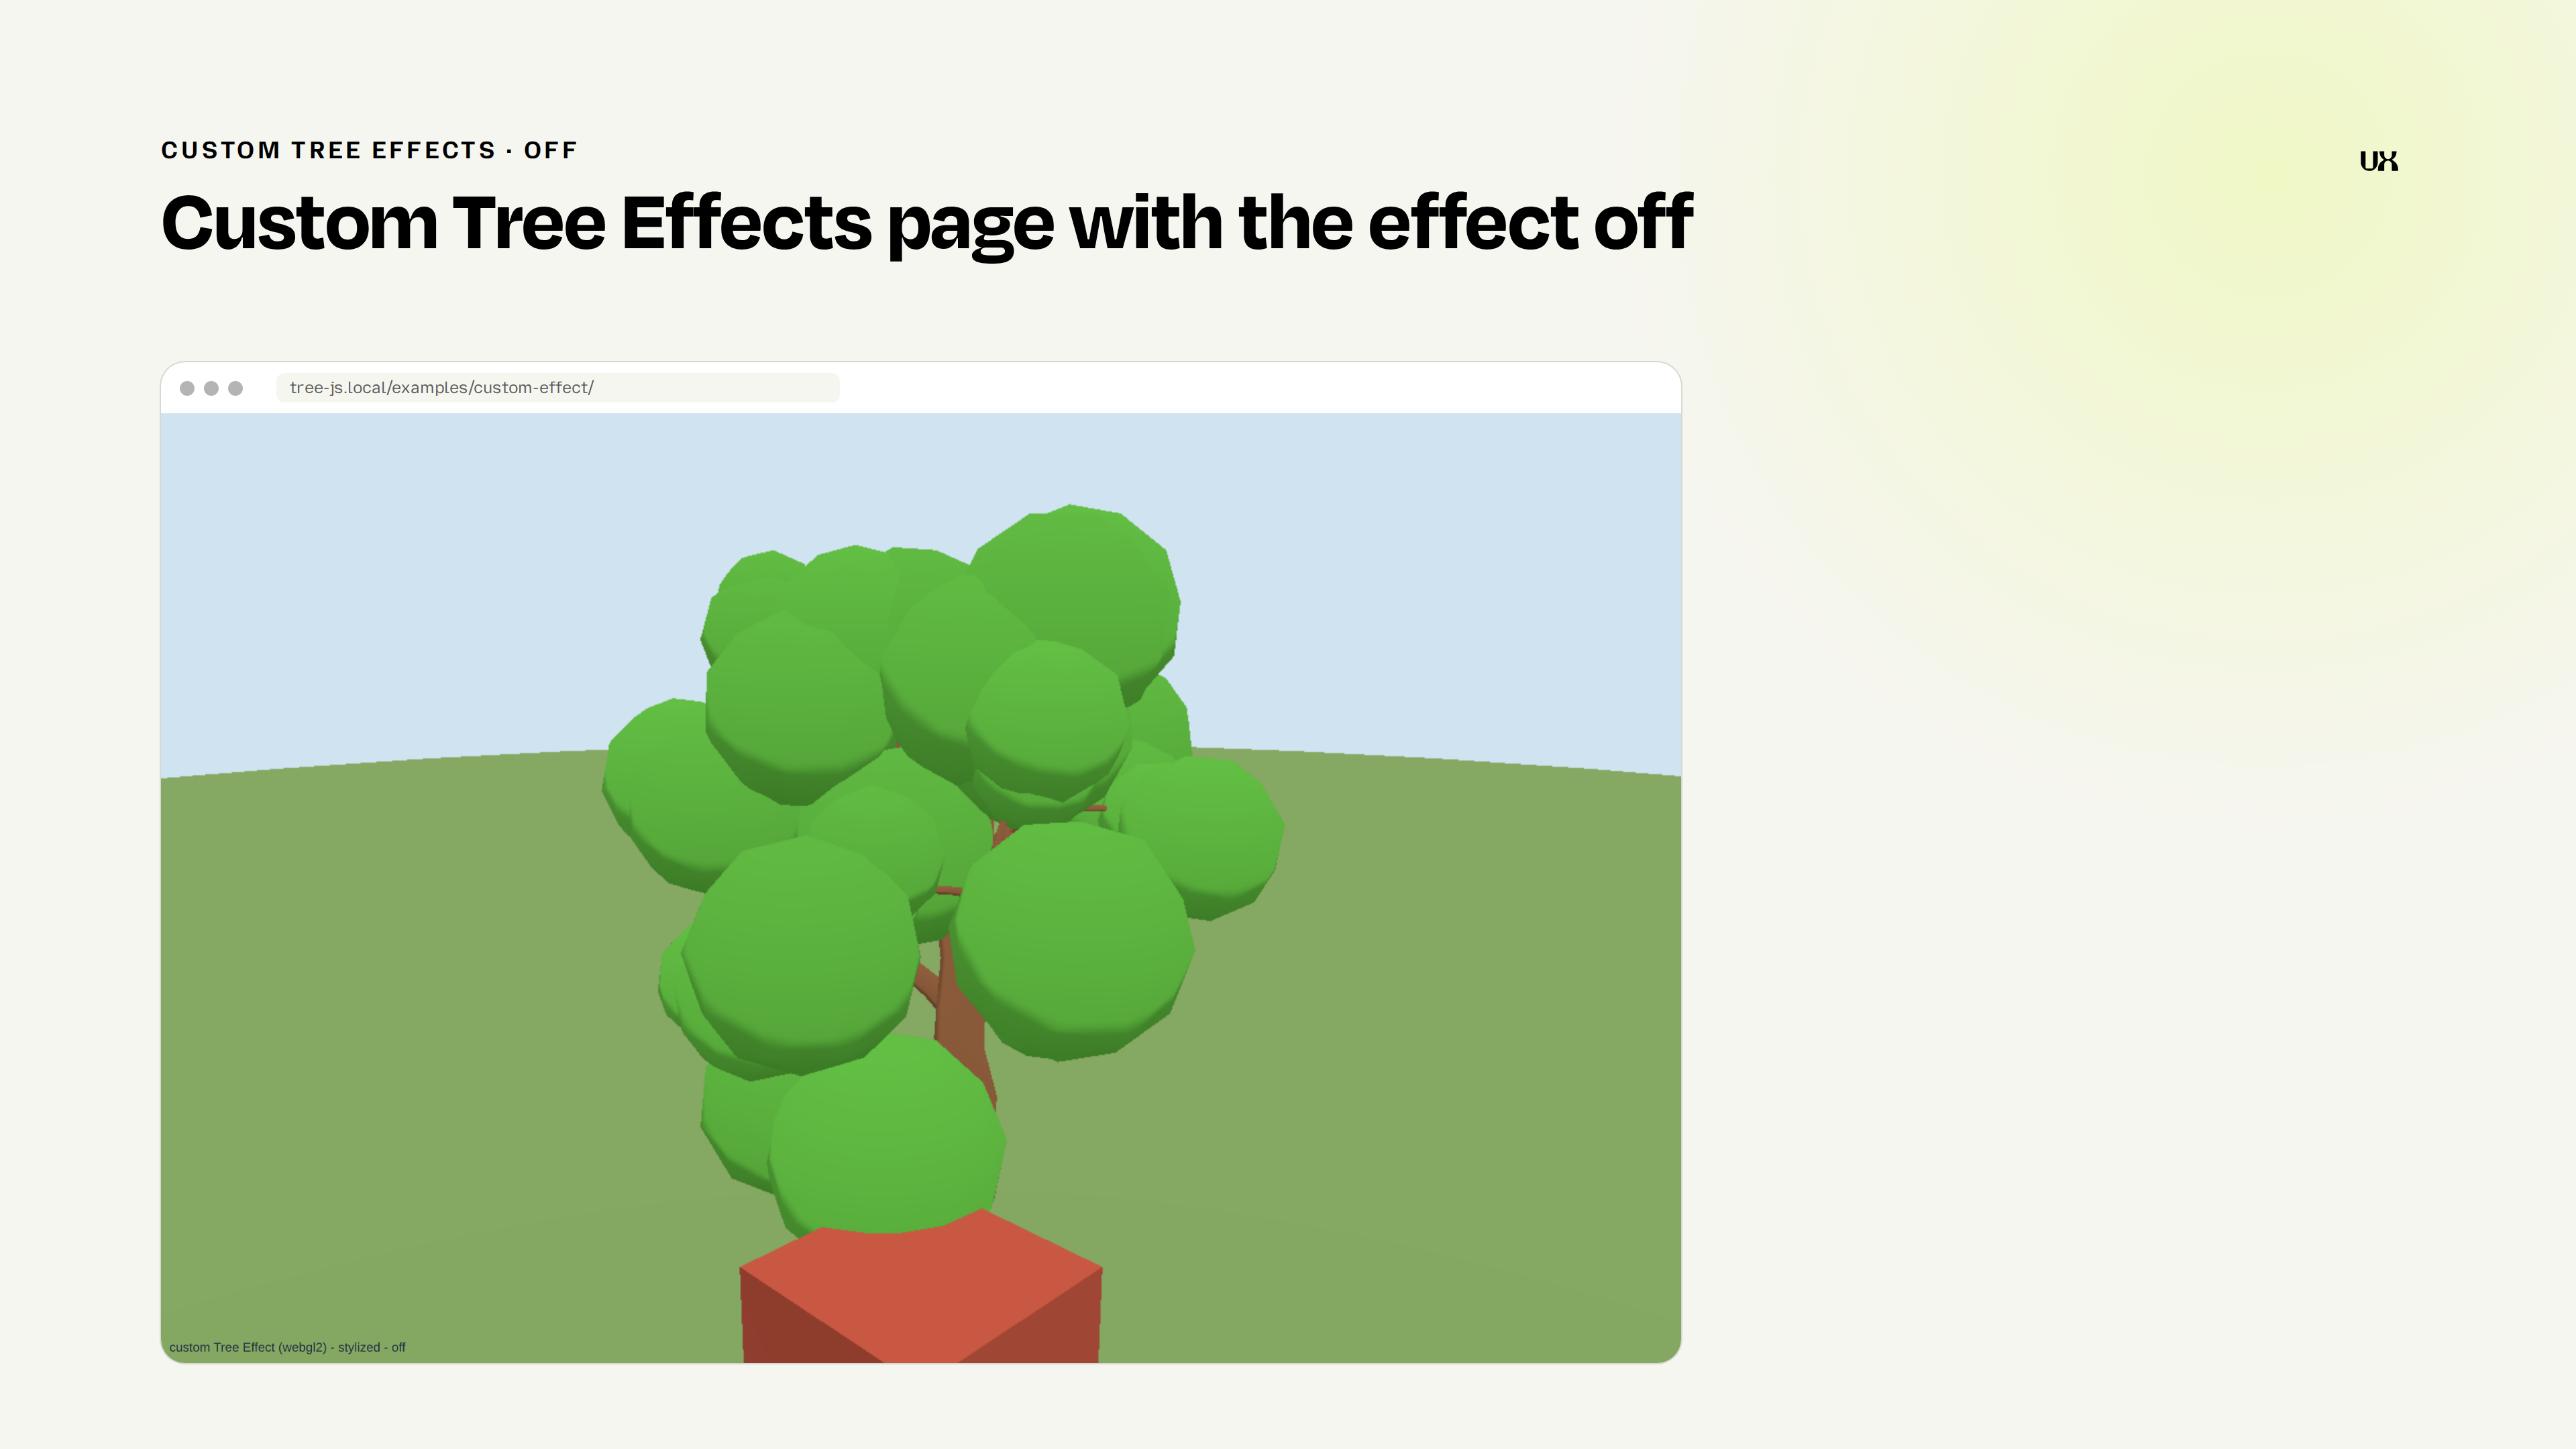 CUSTOM TREE EFFECTS · OFF
UX
Custom Tree Effects page with the effect off
tree-js.local/examples/custom-effect/
custom Tree Effect (webgl2) - stylized - off